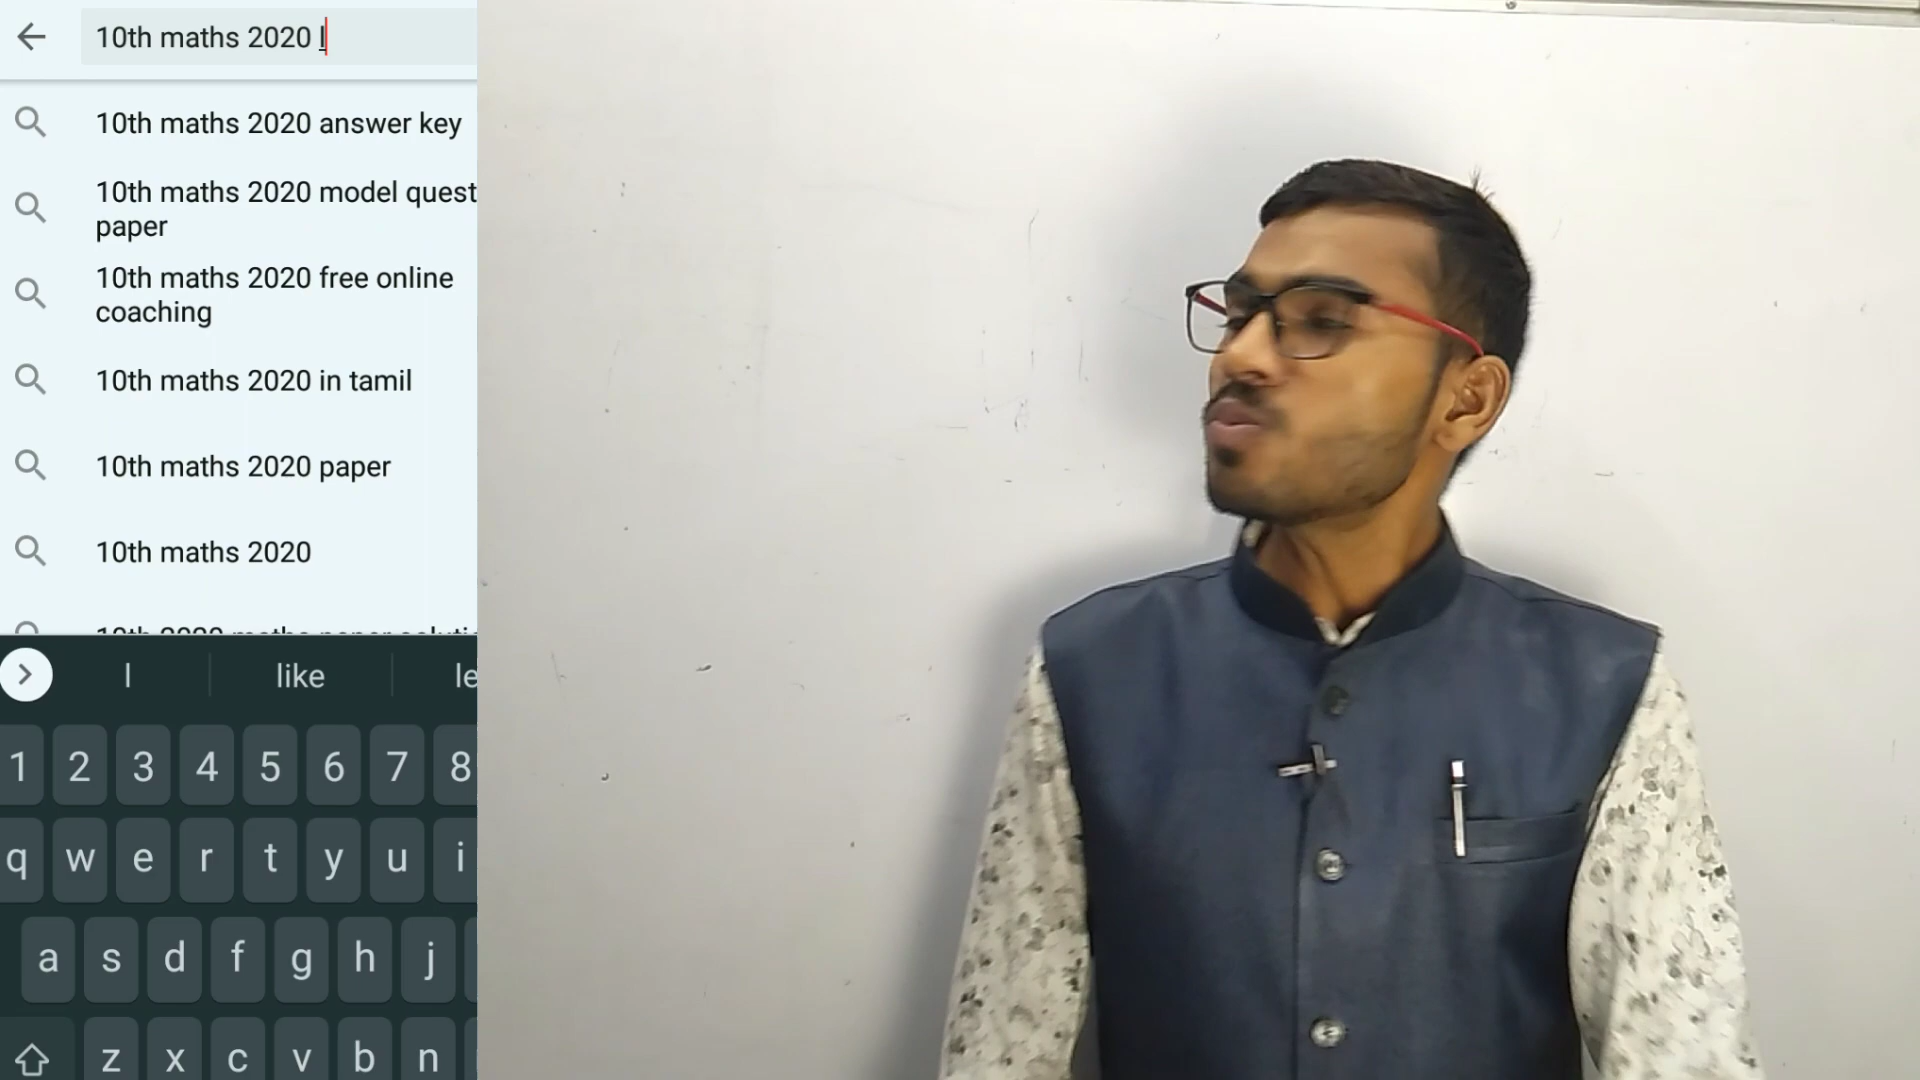 10th maths 2020 l
10th maths 2020 answer key
10th maths 2020 model quest
paper
10th maths 2020 free online
coaching
10th maths 2020 in tamil
10th maths 2020 paper
10th maths 2020
l like le
1 2 3 4 5 6 7 8
q w e r t y u i
a s d f g h j
z x c v b n